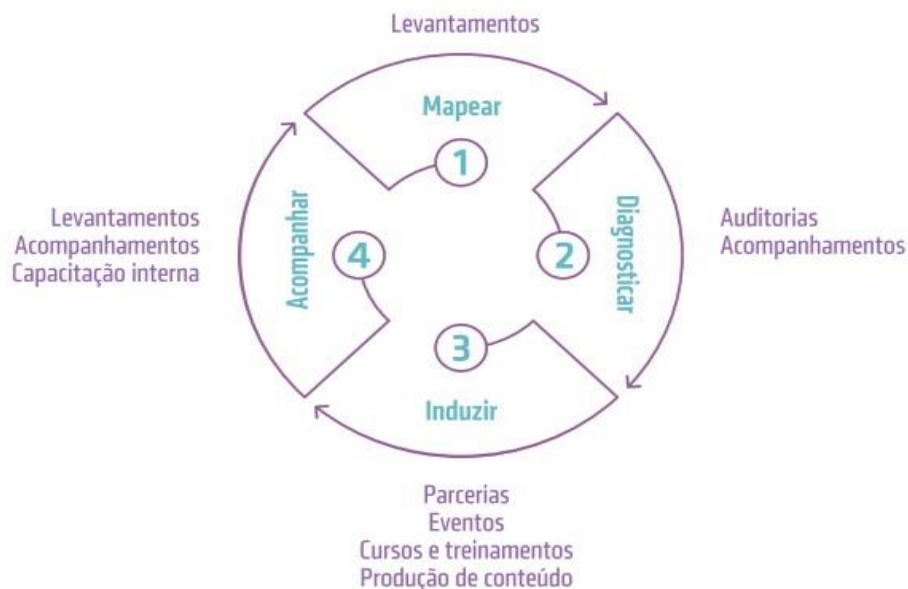 Levantamentos
Mapear
1
Diagnosticar
2
Auditorias
Acompanhamentos
3
Induzir
Parcerias
Eventos
Cursos e treinamentos
Produção de conteúdo
Acompanhar
4
Levantamentos
Acompanhamentos
Capacitação interna